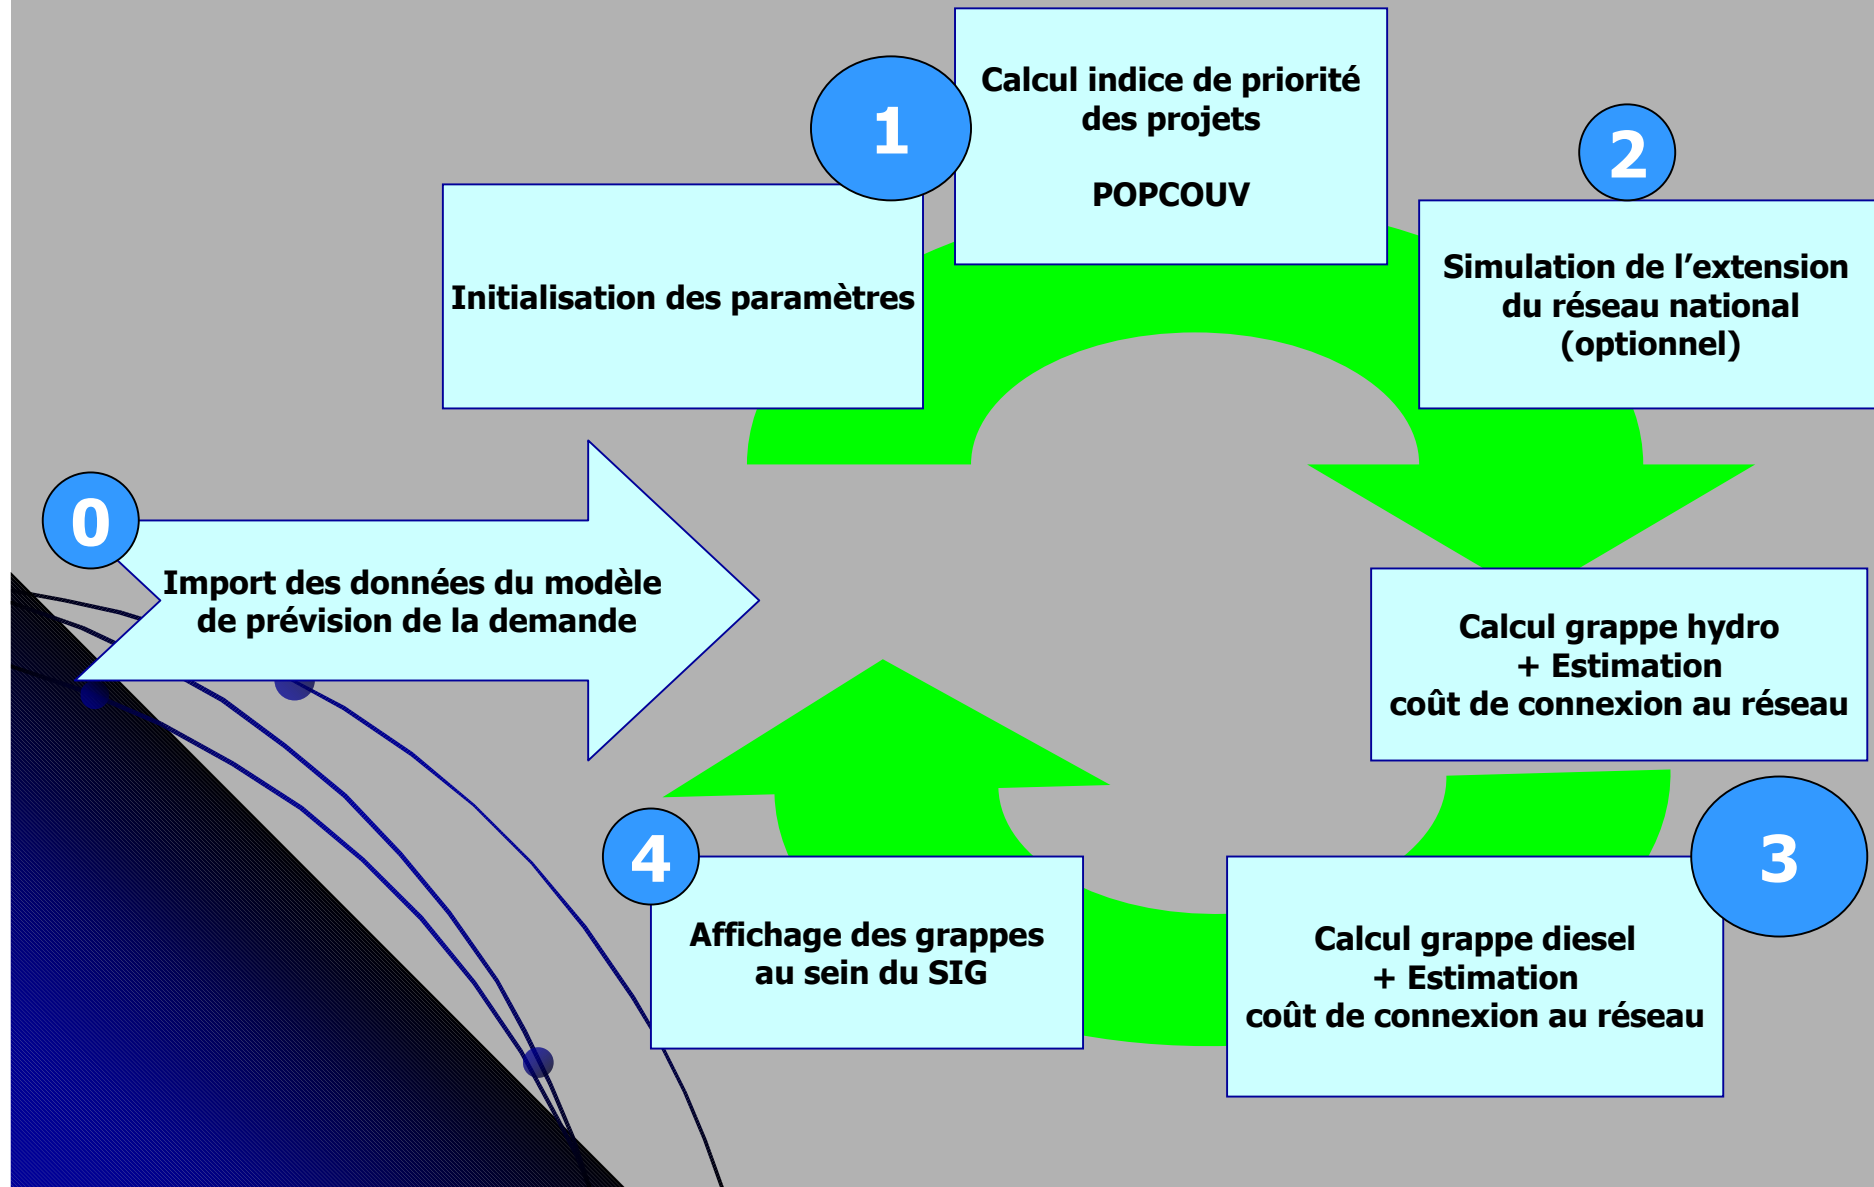 0
Import des données du modèle
de prévision de la demande
1
Initialisation des paramètres
Calcul indice de priorité
des projets
POPCOUV
2
Simulation de l’extension
du réseau national
(optionnel)
Calcul grappe hydro
+ Estimation
coût de connexion au réseau
3
Calcul grappe diesel
+ Estimation
coût de connexion au réseau
4
Affichage des grappes
au sein du SIG